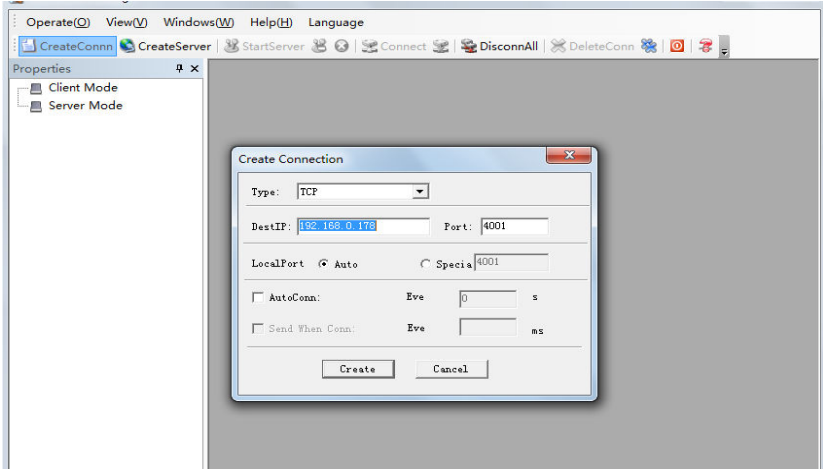 Operate(O) View(V) Windows(W) Help(H) Language
CreateConnn CreateServer StartServer Connect DisconnAll DeleteConn
Properties
Client Mode
Server Mode
Create Connection
Type: TCP
DestIP: 192.168.0.178 Port: 4001
LocalPort Auto Specia 4001
AutoConn: Eve 0 s
Send When Conn: Eve ms
Create Cancel